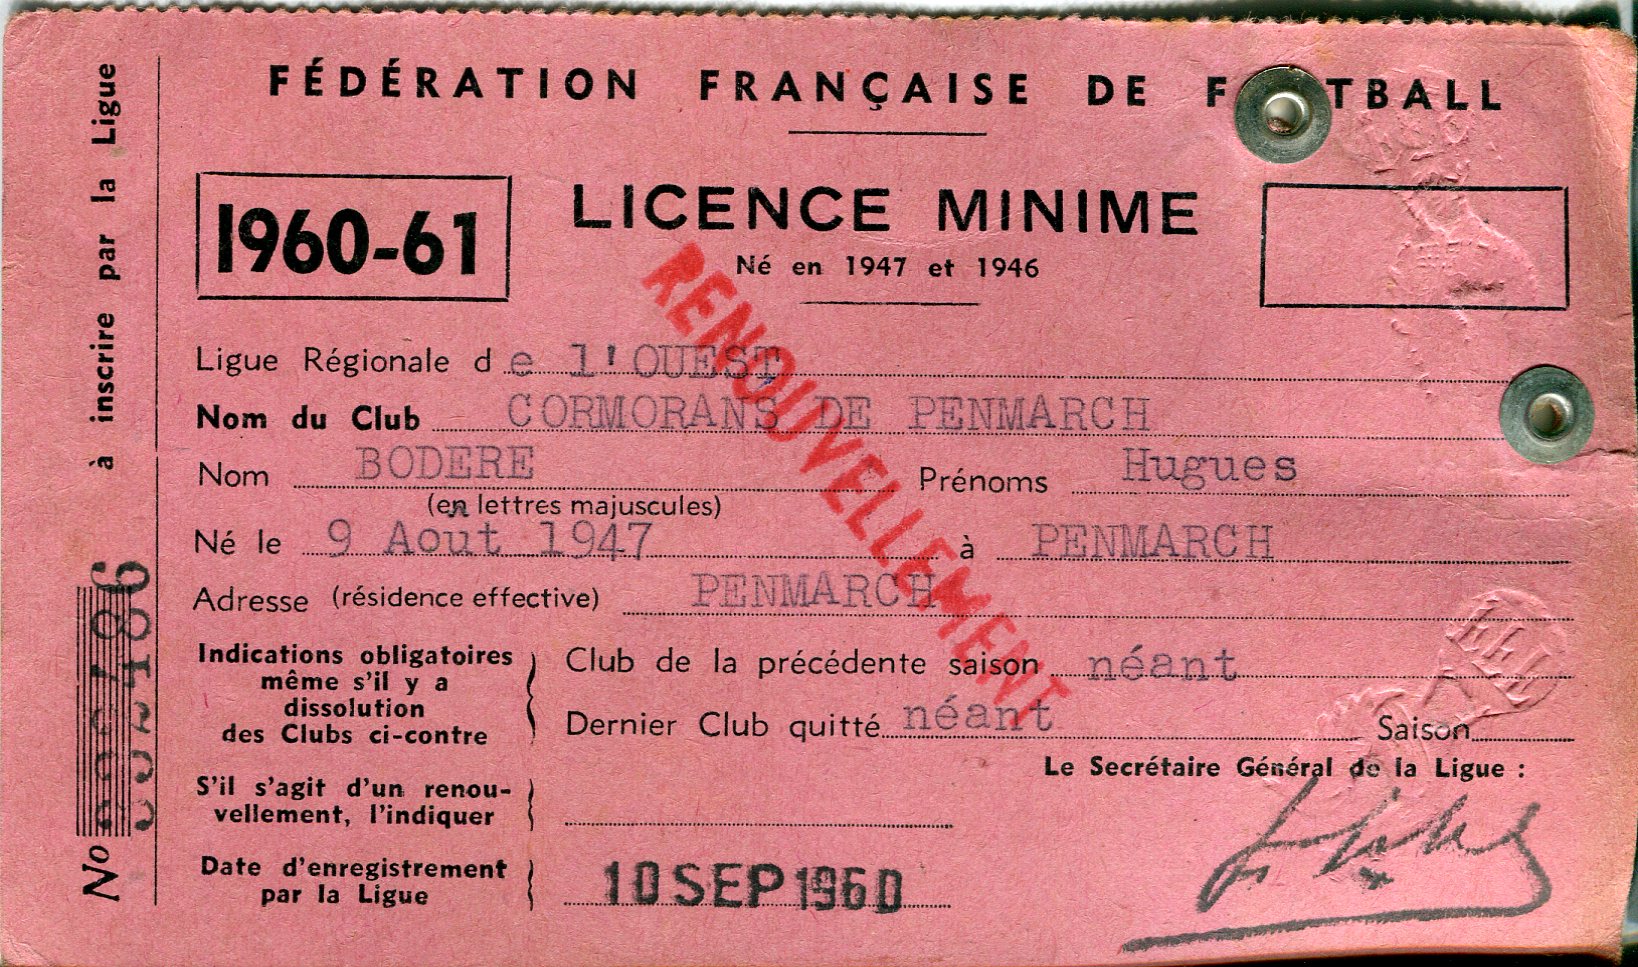 FÉDÉRATION FRANÇAISE DE F TBALL
1960-61
LICENCE MINIME
Né en 1947 et 1946
RENOUVELLEMENT
Ligue Régionale de l'OUEST
Nom du Club CORMORANS DE PENMARCH
Nom BODERE Prénoms Hugues
(en lettres majuscules)
Né le 9 Aout 1947 à PENMARCH
Adresse (résidence effective) PENMARCH
Indications obligatoires
même s'il y a
dissolution
des Clubs ci-contre
Club de la précédente saison néant
Dernier Club quitté néant Saison
Le Secrétaire Général de la Ligue :
S'il s'agit d'un renou-
vellement, l'indiquer
Date d'enregistrement
par la Ligue
10 SEP 1960
à inscrire par la Ligue
No